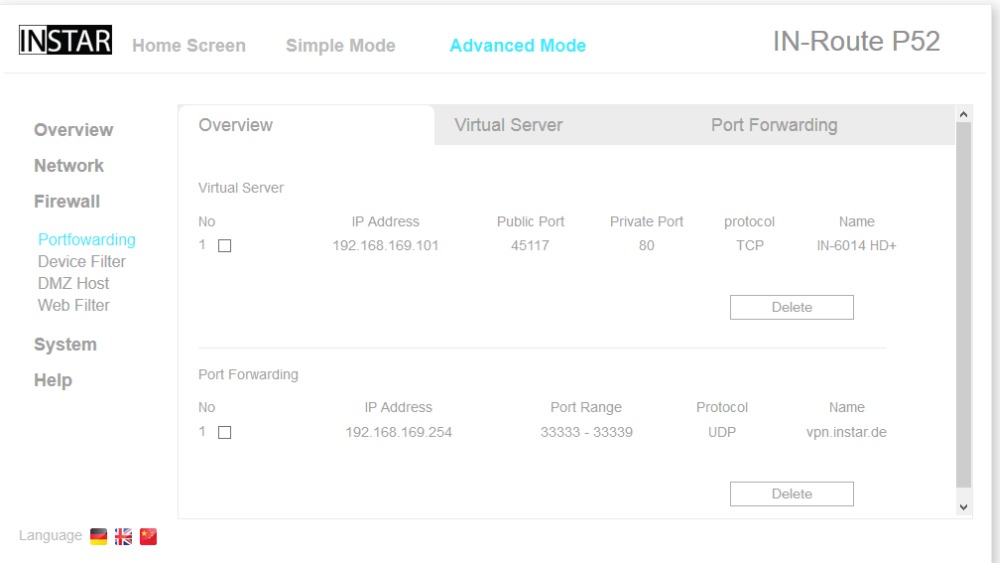 INSTAR Home Screen Simple Mode Advanced Mode IN-Route P52
Overview
Network
Firewall
Portfowarding
Device Filter
DMZ Host
Web Filter
System
Help
Overview Virtual Server Port Forwarding
Virtual Server
No IP Address Public Port Private Port protocol Name
1 192.168.169.101 45117 80 TCP IN-6014 HD+
Delete
Port Forwarding
No IP Address Port Range Protocol Name
1 192.168.169.254 33333 - 33339 UDP vpn.instar.de
Delete
Language